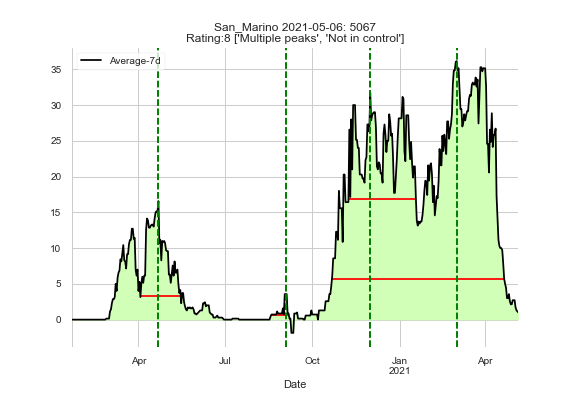 San_Marino 2021-05-06: 5067
Rating:8 ['Multiple peaks', 'Not in control']
Average-7d
35
30
25
20
15
10
5
0
Apr Jul Oct Jan Apr
2021
Date